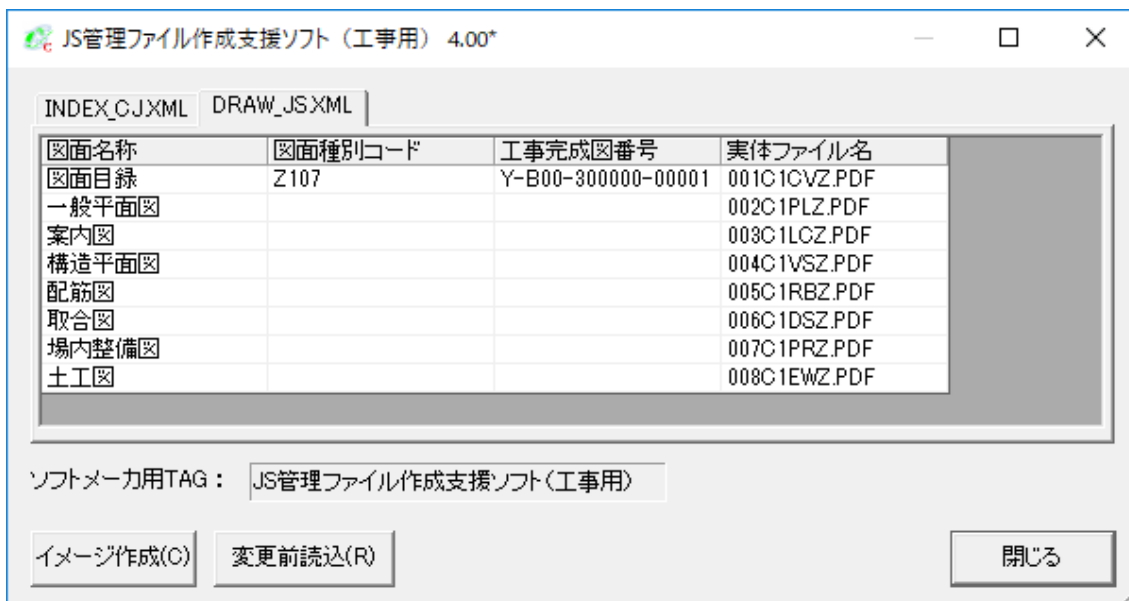 JS管理ファイル作成支援ソフト（工事用） 4.00*
INDEX_CJ.XML DRAW_JS.XML
図面名称 図面種別コード 工事完成図番号 実体ファイル名
図面目録 Z107 Y-B00-300000-00001 001C1CVZ.PDF
一般平面図 002C1PLZ.PDF
案内図 003C1LCZ.PDF
構造平面図 004C1VSZ.PDF
配筋図 005C1RBZ.PDF
取合図 006C1DSZ.PDF
場内整備図 007C1PRZ.PDF
土工図 008C1EWZ.PDF
ソフトメーカ用TAG： JS管理ファイル作成支援ソフト(工事用)
イメージ作成(C) 変更前読込(R) 閉じる